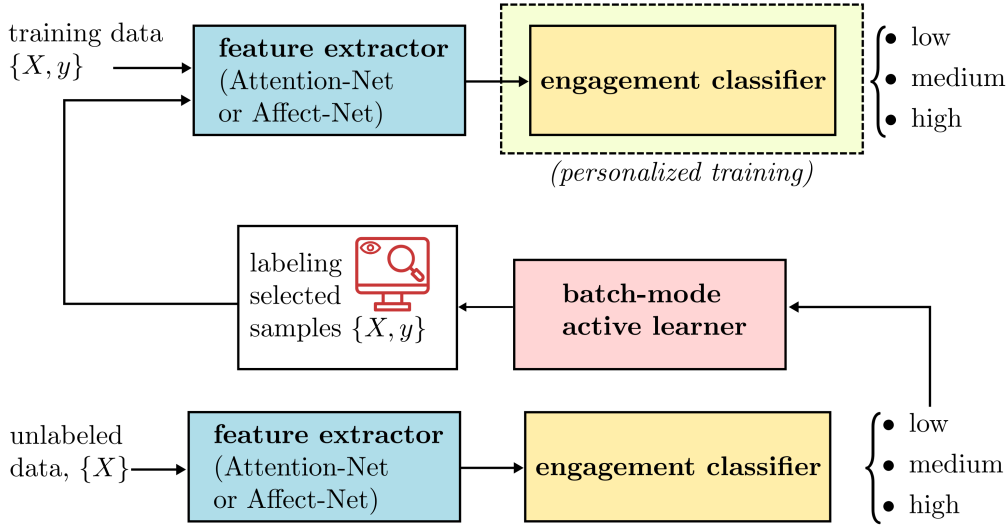 training data
{X, y}
feature extractor
(Attention-Net
or Affect-Net)
engagement classifier
low
medium
high
(personalized training)
labeling
selected
samples {X, y}
batch-mode
active learner
unlabeled
data, {X}
feature extractor
(Attention-Net
or Affect-Net)
engagement classifier
low
medium
high